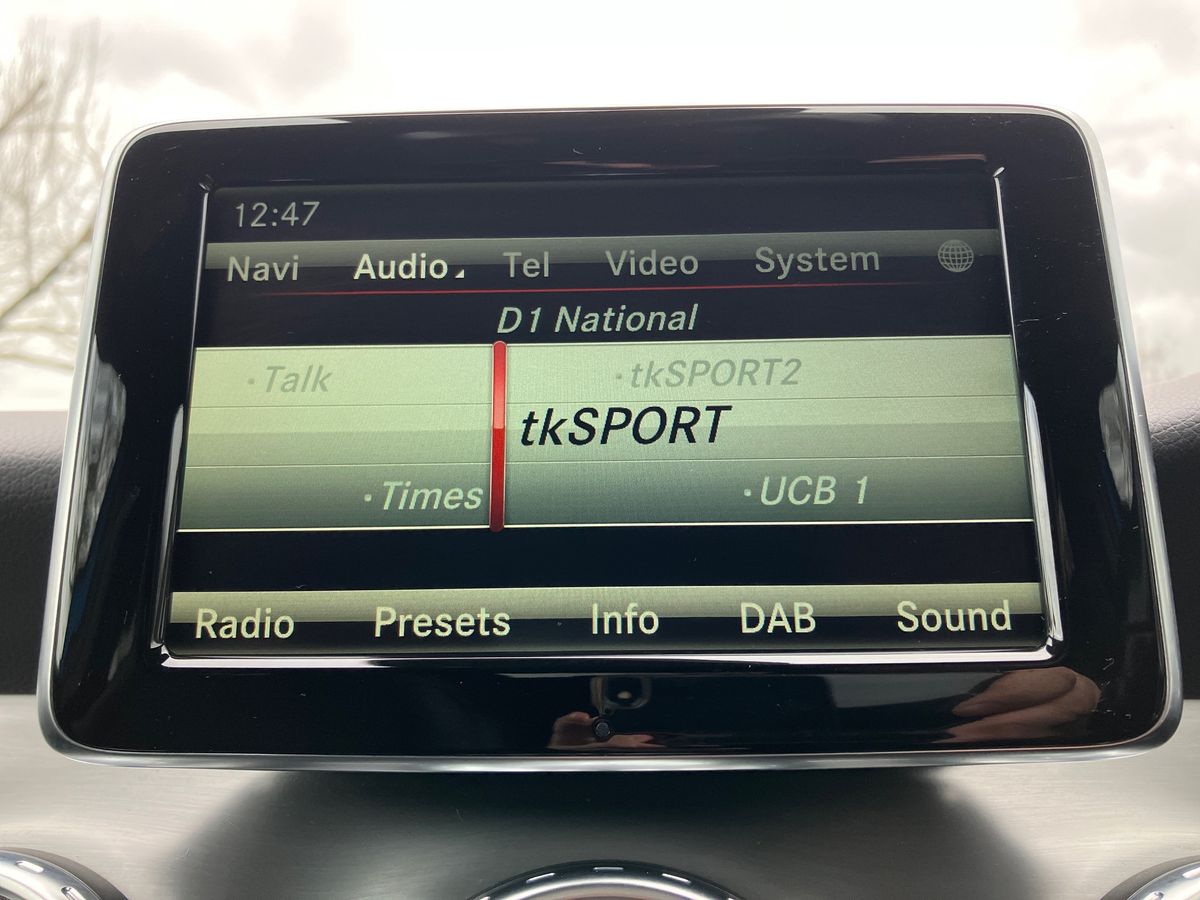 12:47
Navi Audio Tel Video System
D1 National
·Talk ·tkSPORT2
tkSPORT
·Times ·UCB 1
Radio Presets Info DAB Sound